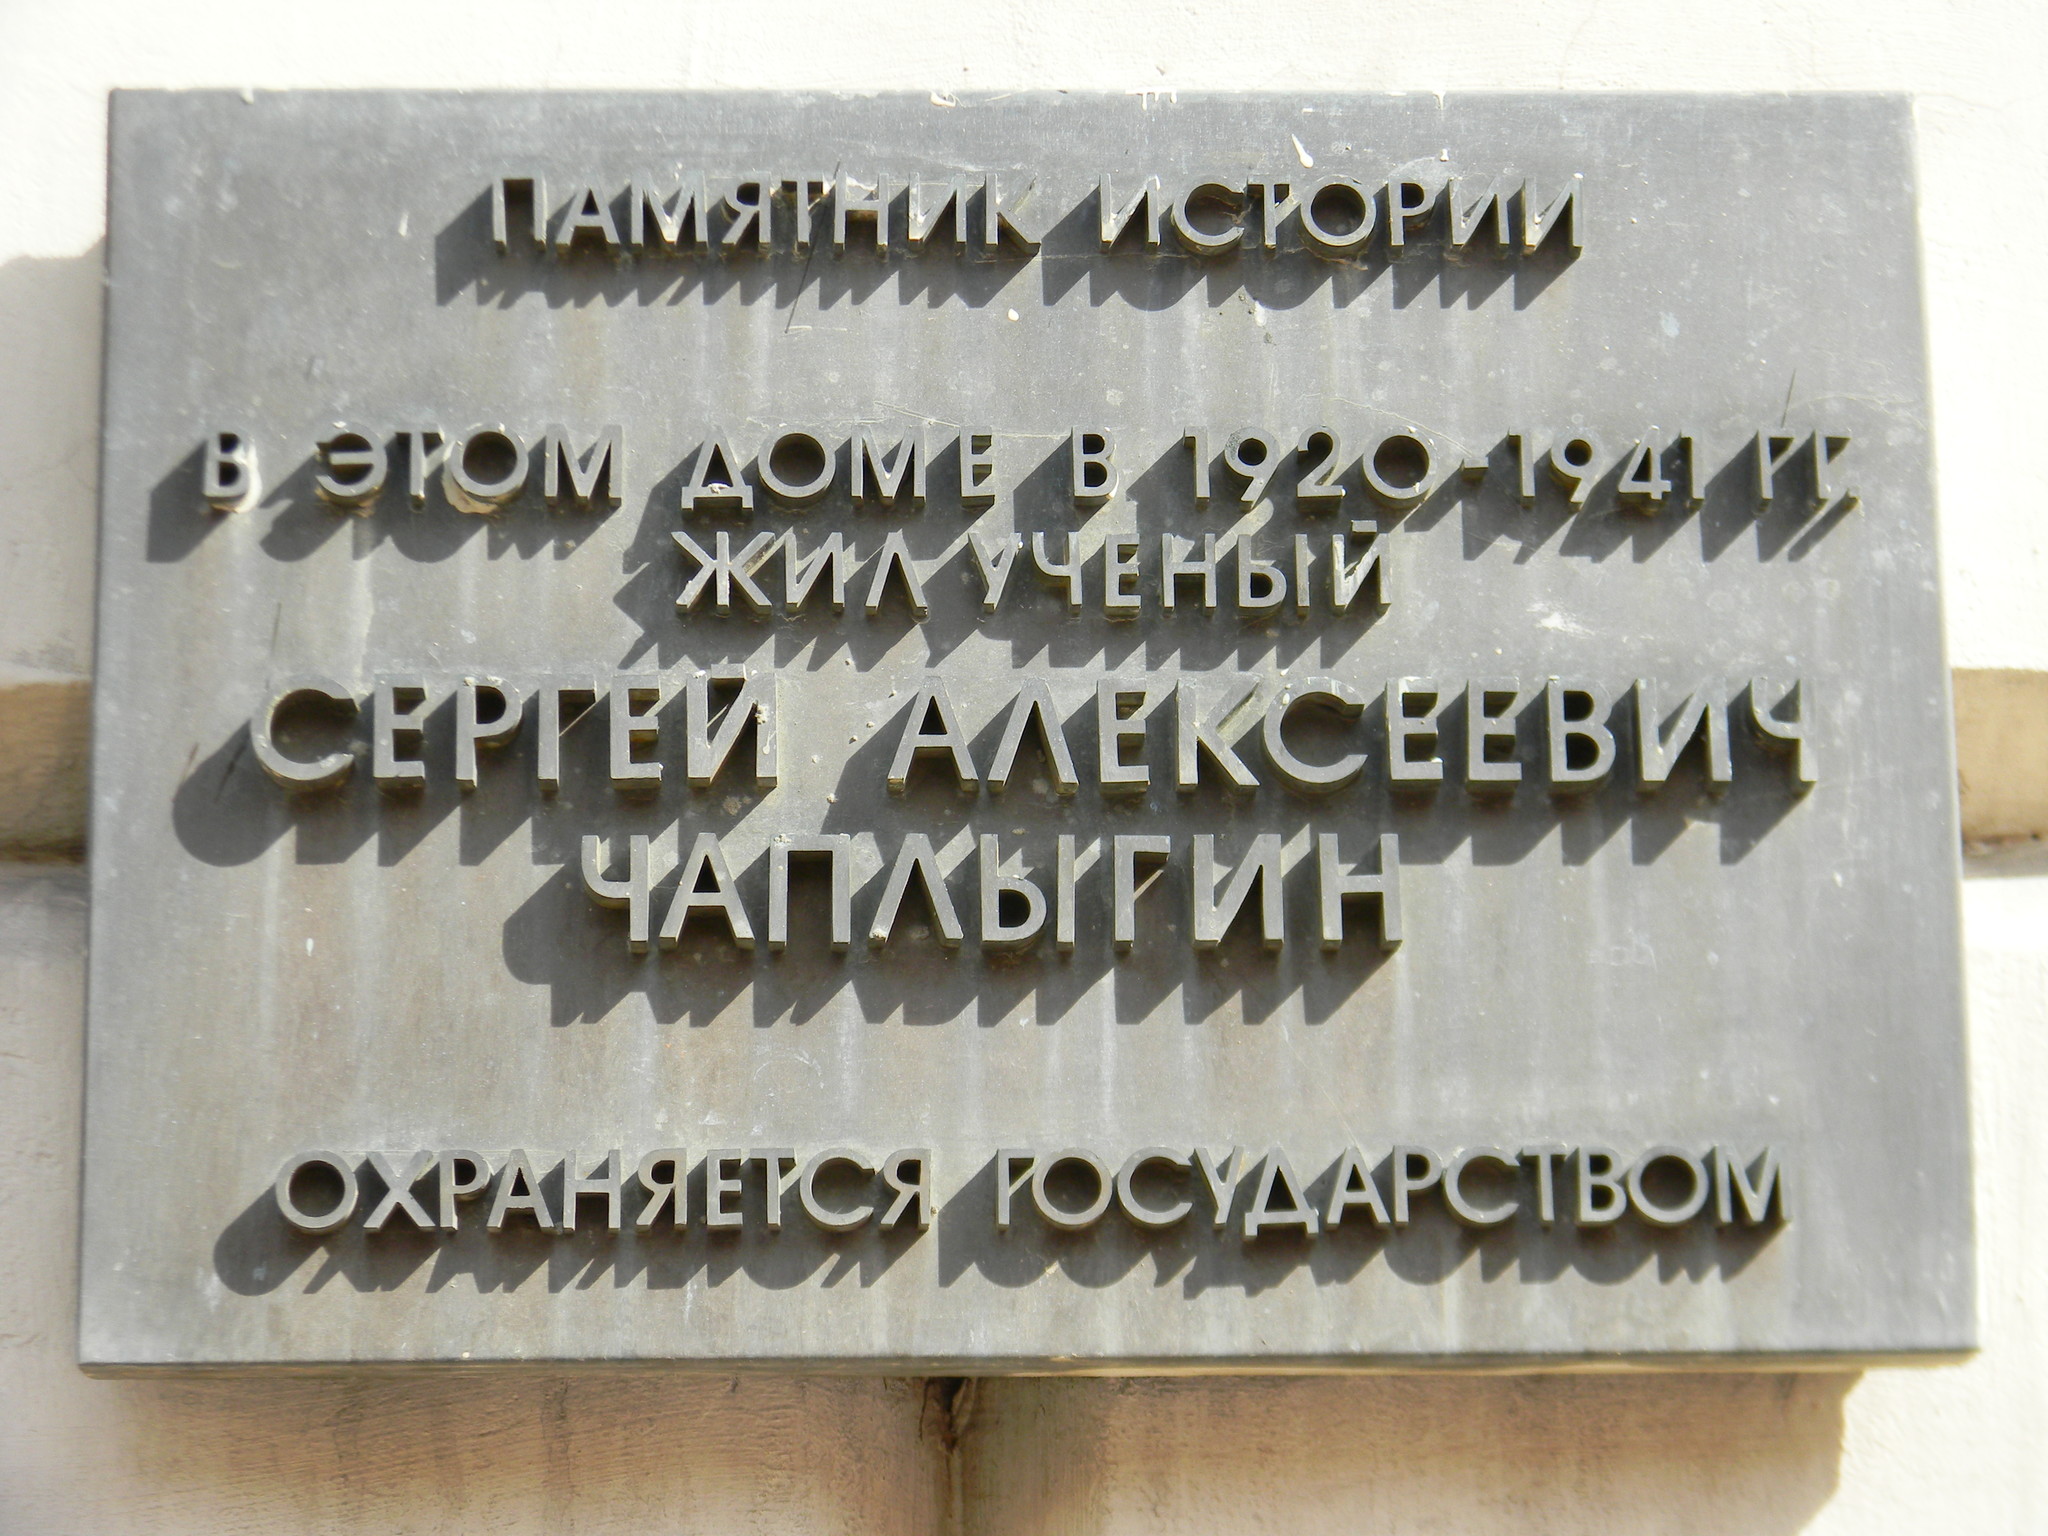 ПАМЯТНИК ИСТОРИИ
В ЭТОМ ДОМЕ В 1920-1941 ГГ.
ЖИЛ УЧЕНЫЙ
СЕРГЕЙ АЛЕКСЕЕВИЧ
ЧАПЛЫГИН
ОХРАНЯЕТСЯ ГОСУДАРСТВОМ